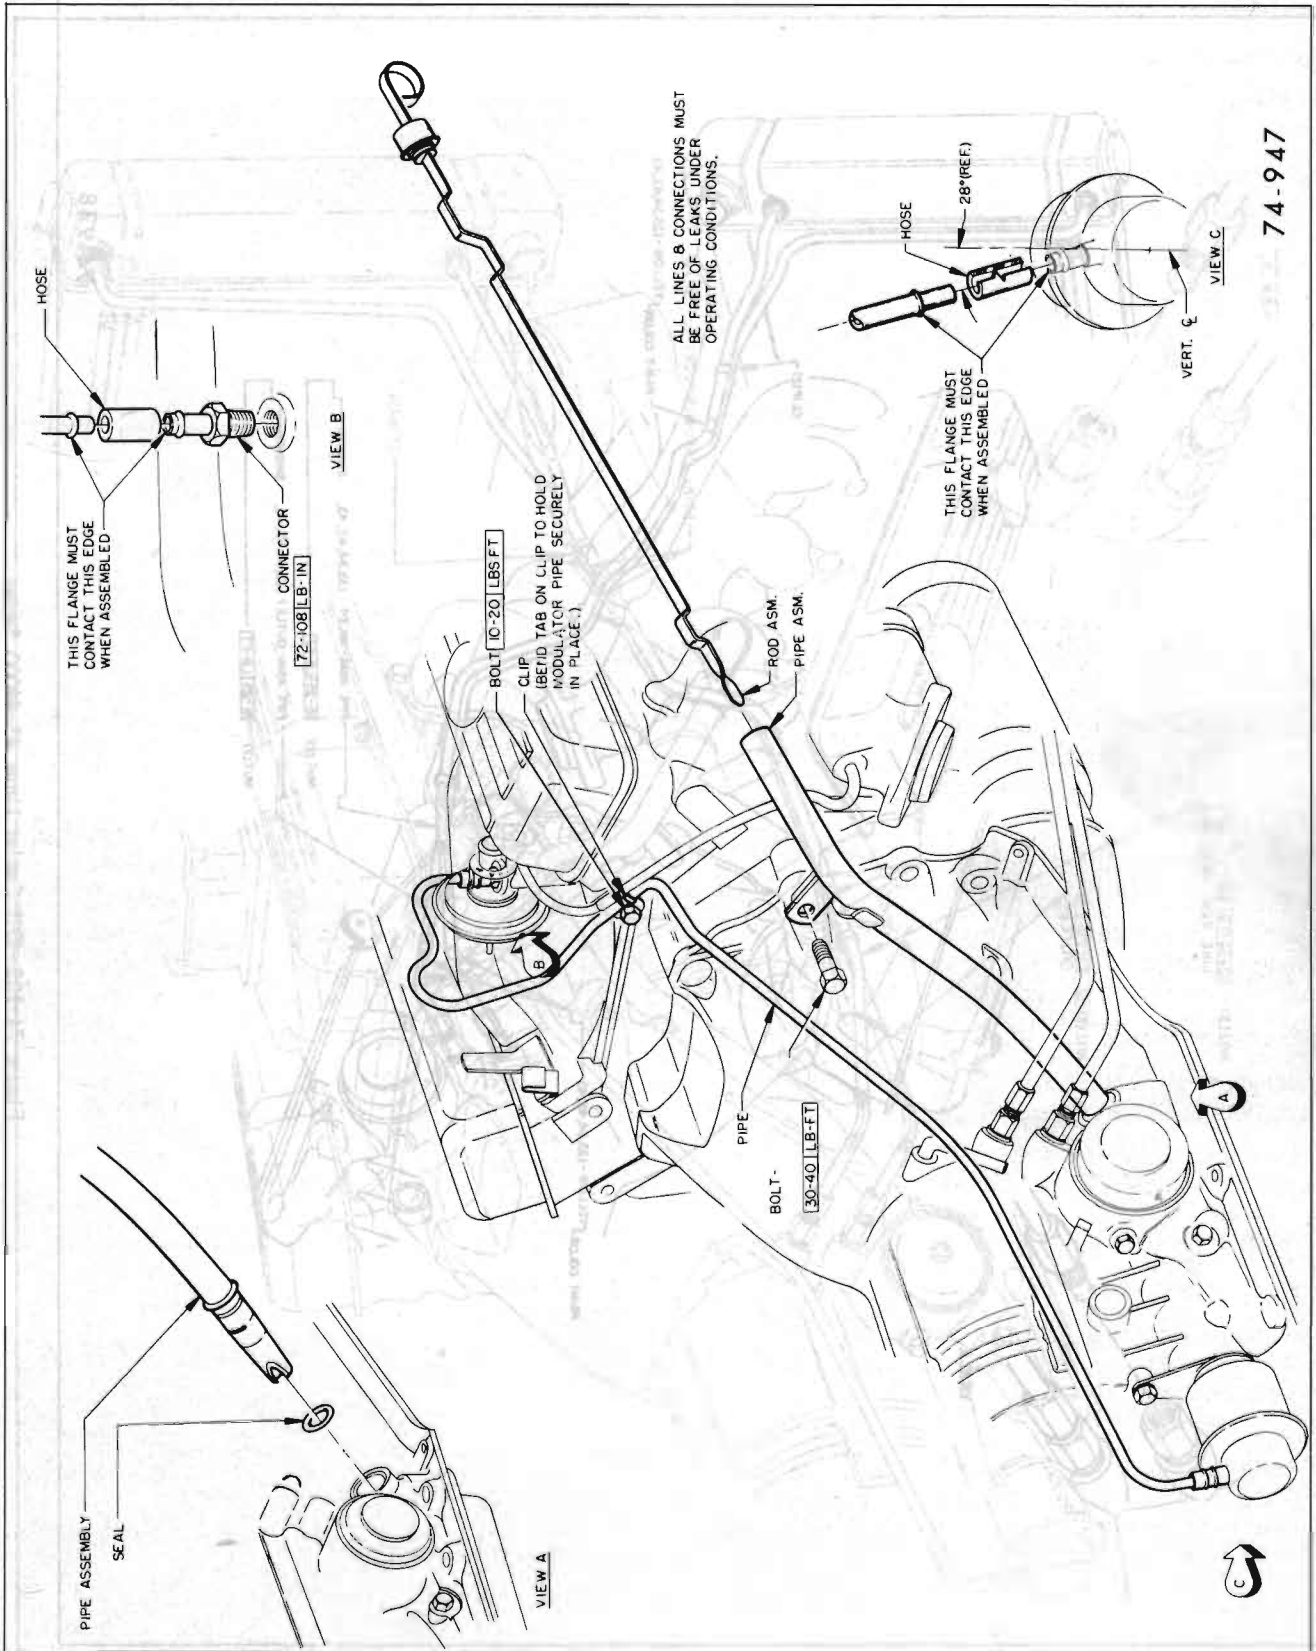 PIPE ASSEMBLY
SEAL
VIEW A
THIS FLANGE MUST
CONTACT THIS EDGE
WHEN ASSEMBLED
HOSE
CONNECTOR
72-108 LB-IN
VIEW B
BOLT 10-20 LBS FT
CLIP
(BEND TAB ON CLIP TO HOLD
MODULATOR PIPE SECURELY
IN PLACE.)
B
ALL LINES & CONNECTIONS MUST
BE FREE OF LEAKS UNDER
OPERATING CONDITIONS.
ROD ASM.
PIPE ASM.
PIPE
BOLT-
30-40 LB-FT
A
C
HOSE
28°(REF.)
THIS FLANGE MUST
CONTACT THIS EDGE
WHEN ASSEMBLED
VERT. ℄
VIEW C
74-947